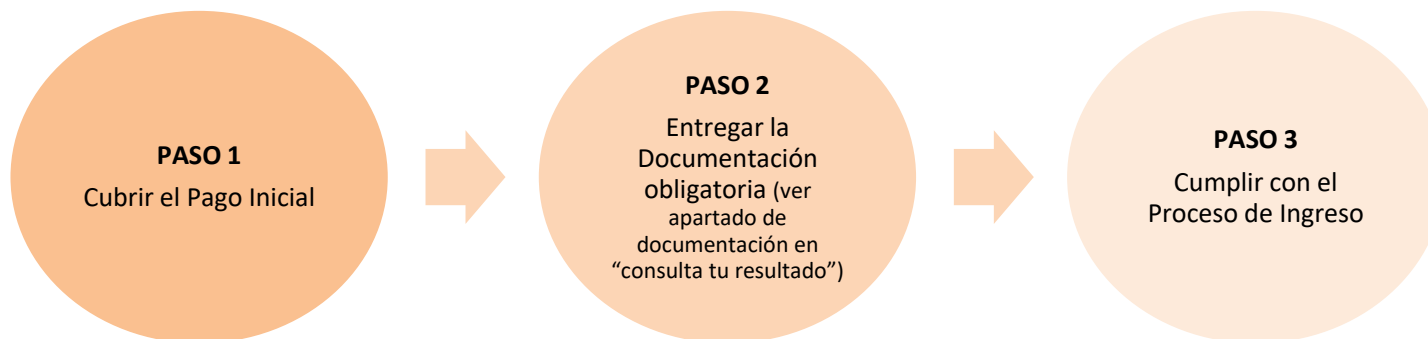 PASO 1
Cubrir el Pago Inicial
PASO 2
Entregar la
Documentación
obligatoria (ver
apartado de
documentación en
“consulta tu resultado”)
PASO 3
Cumplir con el
Proceso de Ingreso